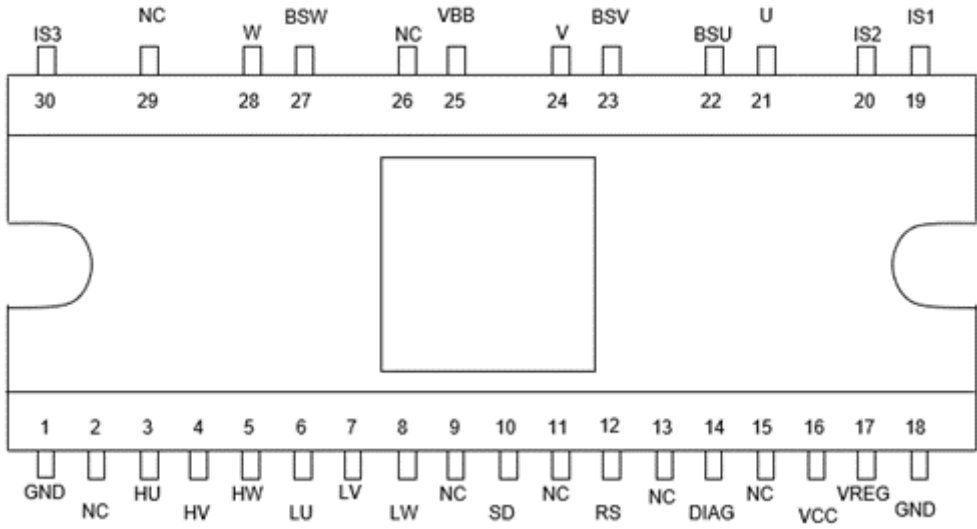 NC BSW VBB BSV U IS1
IS3 W NC V BSU IS2
30 29 28 27 26 25 24 23 22 21 20 19
1 2 3 4 5 6 7 8 9 10 11 12 13 14 15 16 17 18
GND HU HW LV NC NC NC NC VREG
NC HV LU LW SD RS DIAG VCC GND